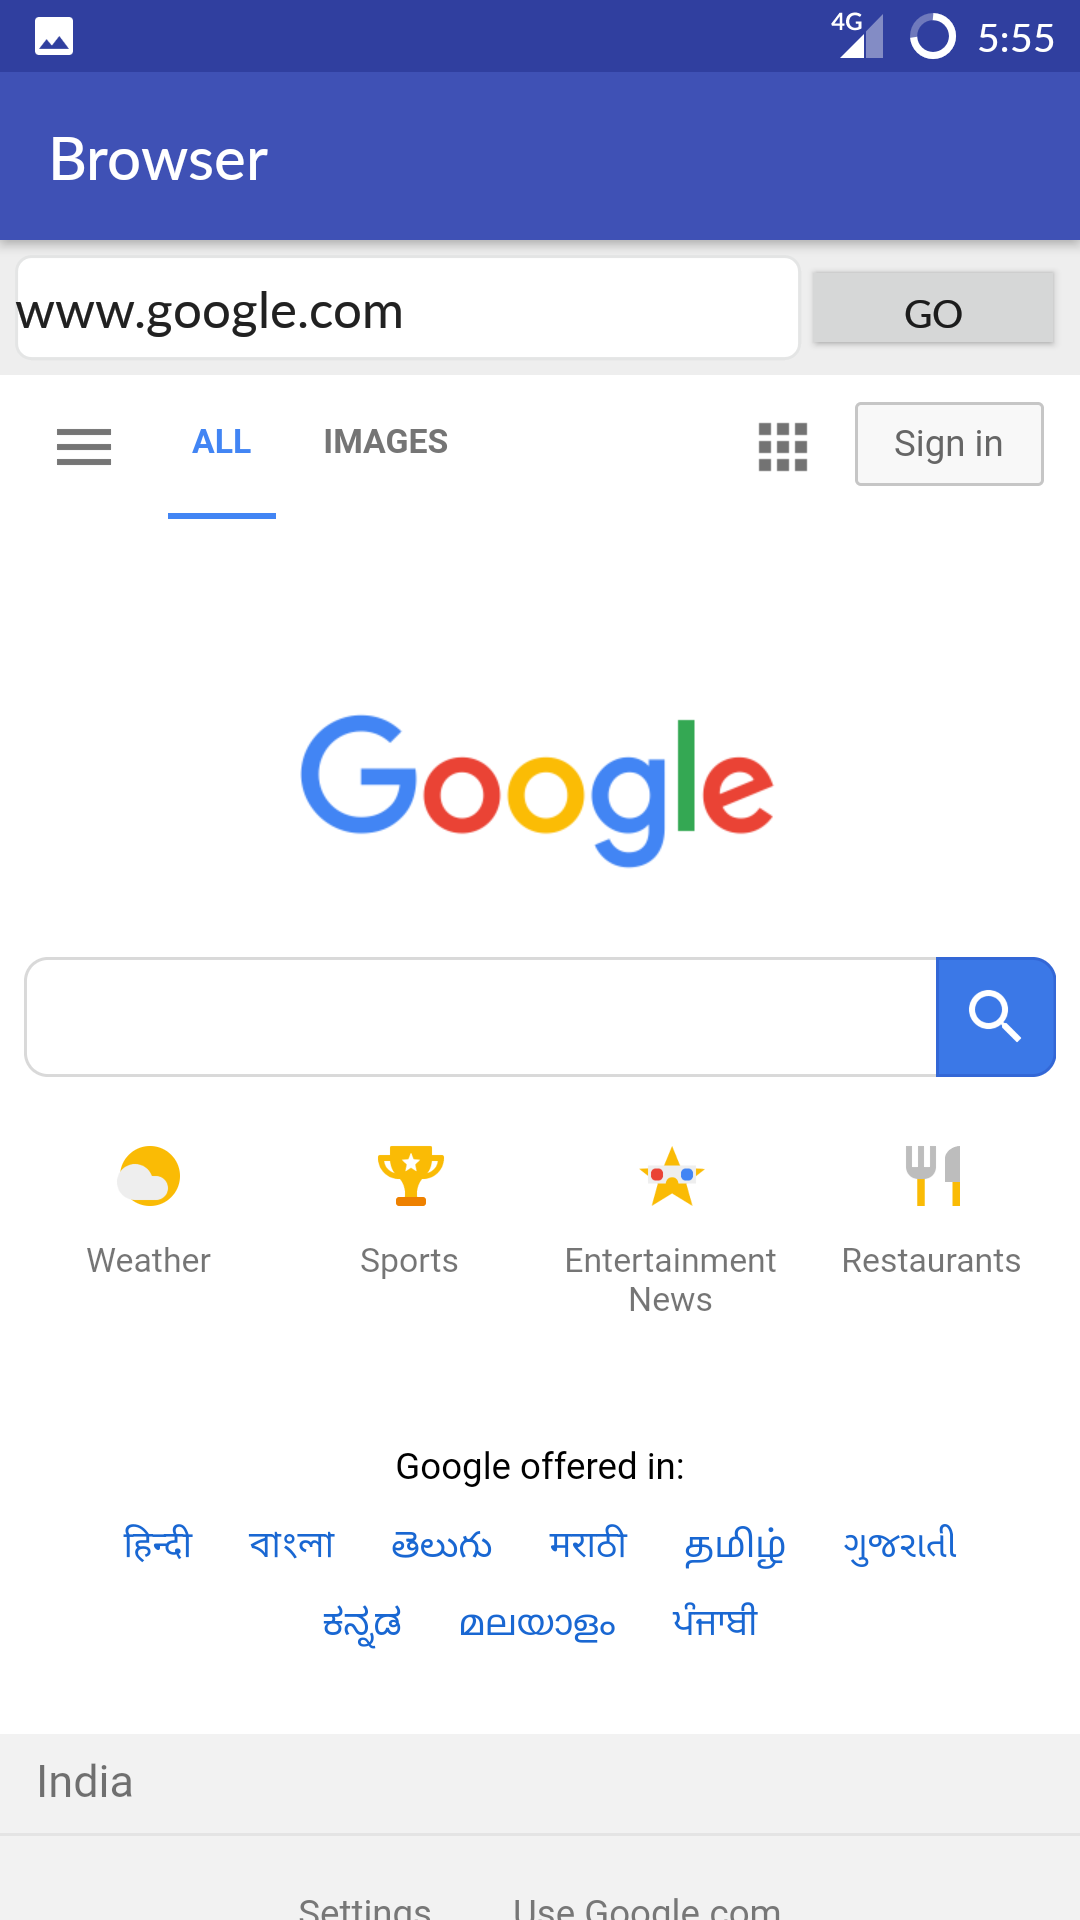 4G 5:55
Browser
www.google.com GO
ALL IMAGES Sign in
Google
Weather Sports Entertainment News Restaurants
Google offered in:
हिन्दी বাংলা తెలుగు मराठी தமிழ் ગુજરાતી
ಕನ್ನಡ മലയാളം ਪੰਜਾਬੀ
India
Settings Use Google.com